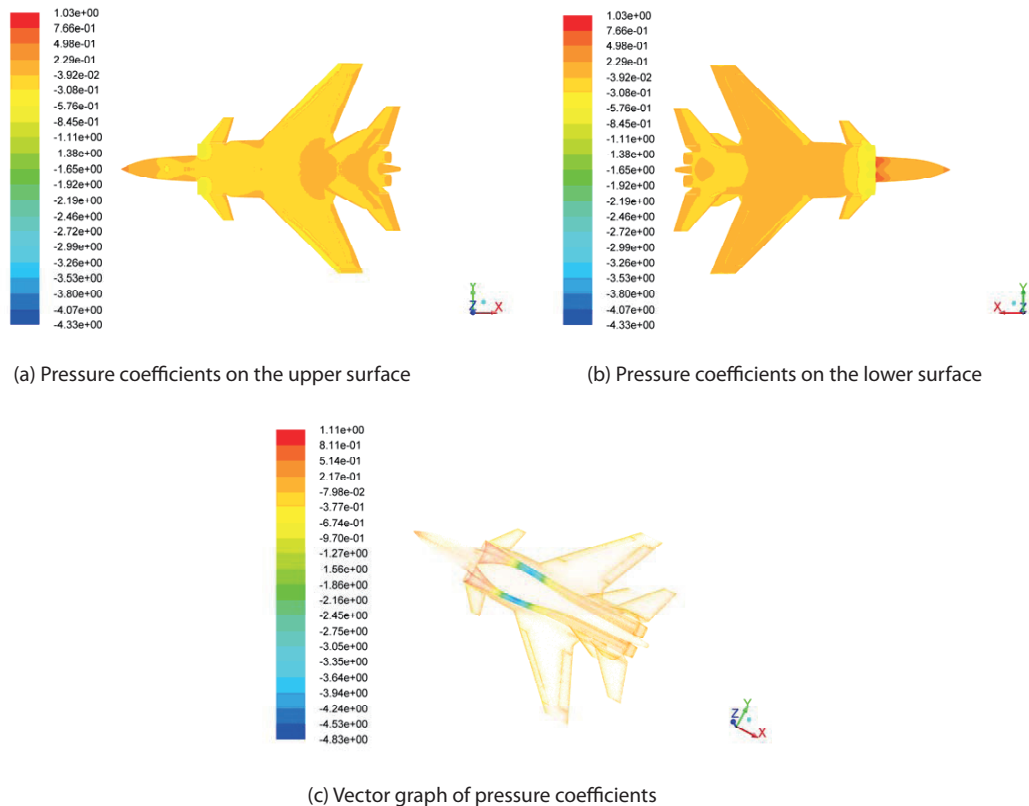 1.03e+00
7.66e-01
4.98e-01
2.29e-01
-3.92e-02
-3.08e-01
-5.76e-01
-8.45e-01
-1.11e+00
1.38e+00
-1.65e+00
-1.92e+00
-2.19e+00
-2.46e+00
-2.72e+00
-2.99e+00
-3.26e+00
-3.53e+00
-3.80e+00
-4.07e+00
-4.33e+00
Y
Z X
(a) Pressure coefficients on the upper surface
1.03e+00
7.66e-01
4.98e-01
2.29e-01
-3.92e-02
-3.08e-01
-5.76e-01
-8.45e-01
-1.11e+00
1.38e+00
-1.65e+00
-1.92e+00
-2.19e+00
-2.46e+00
-2.72e+00
-2.99e+00
-3.26e+00
-3.53e+00
-3.80e+00
-4.07e+00
-4.33e+00
Y
X Z
(b) Pressure coefficients on the lower surface
1.11e+00
8.11e-01
5.14e-01
2.17e-01
-7.98e-02
-3.77e-01
-6.74e-01
-9.70e-01
-1.27e+00
1.56e+00
-1.86e+00
-2.16e+00
-2.45e+00
-2.75e+00
-3.05e+00
-3.35e+00
-3.64e+00
-3.94e+00
-4.24e+00
-4.53e+00
-4.83e+00
Z Y
X
(c) Vector graph of pressure coefficients